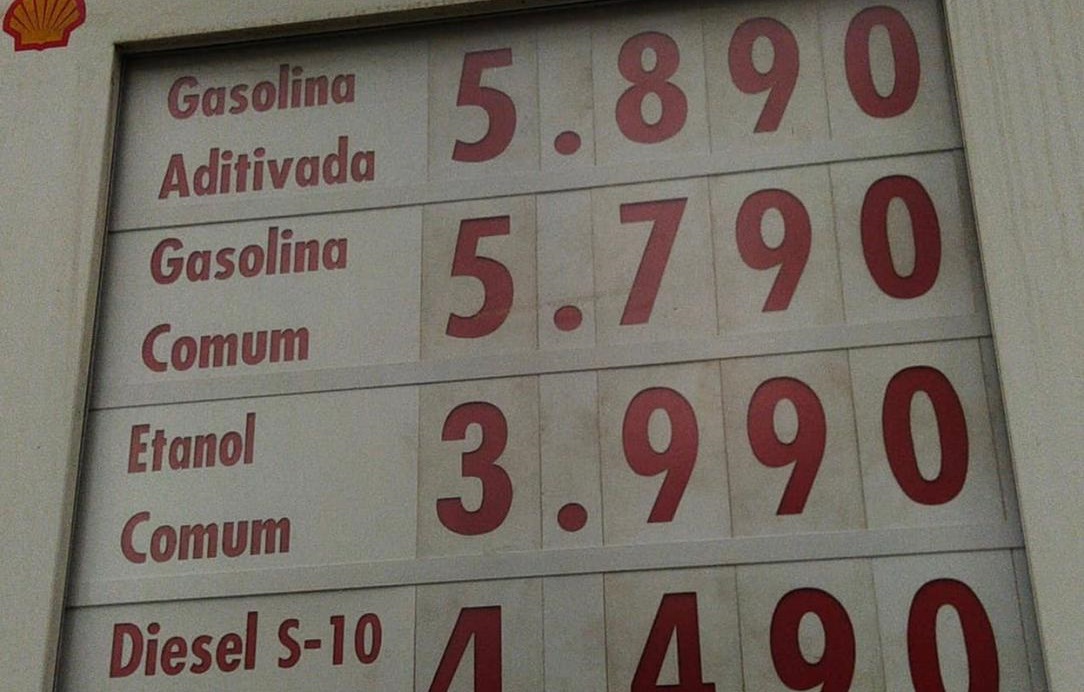 Gasolina 5.890
Aditivada
Gasolina 5.790
Comum
Etanol 3.990
Comum
Diesel S-10 4 490